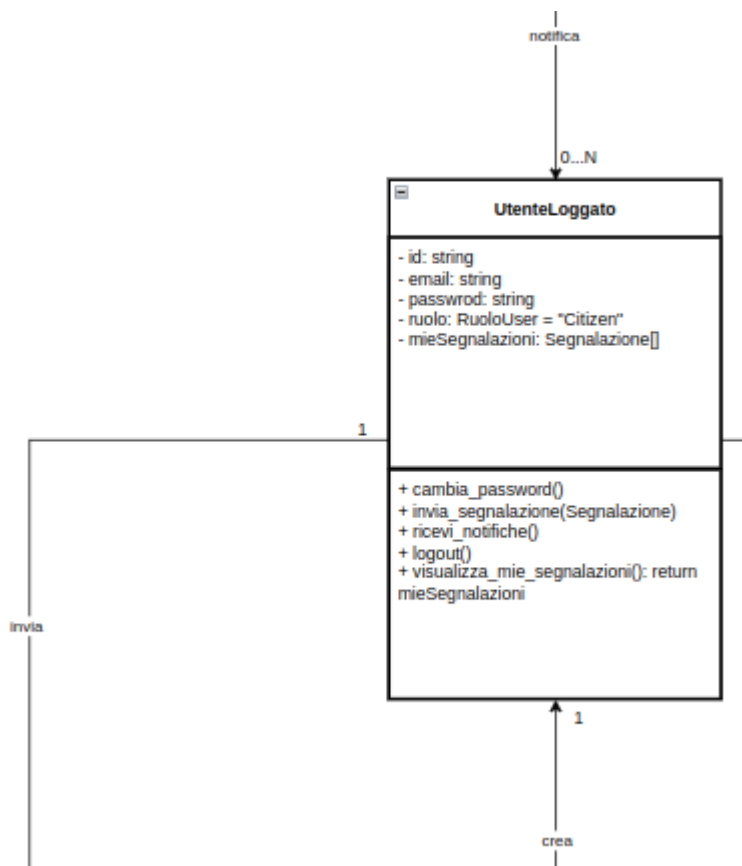 notifica
0...N
UtenteLoggato
- id: string
- email: string
- passwrod: string
- ruolo: RuoloUser = "Citizen"
- mieSegnalazioni: Segnalazione[]
1
+ cambia_password()
+ invia_segnalazione(Segnalazione)
+ ricevi_notifiche()
+ logout()
+ visualizza_mie_segnalazioni(): return
mieSegnalazioni
invia
1
crea